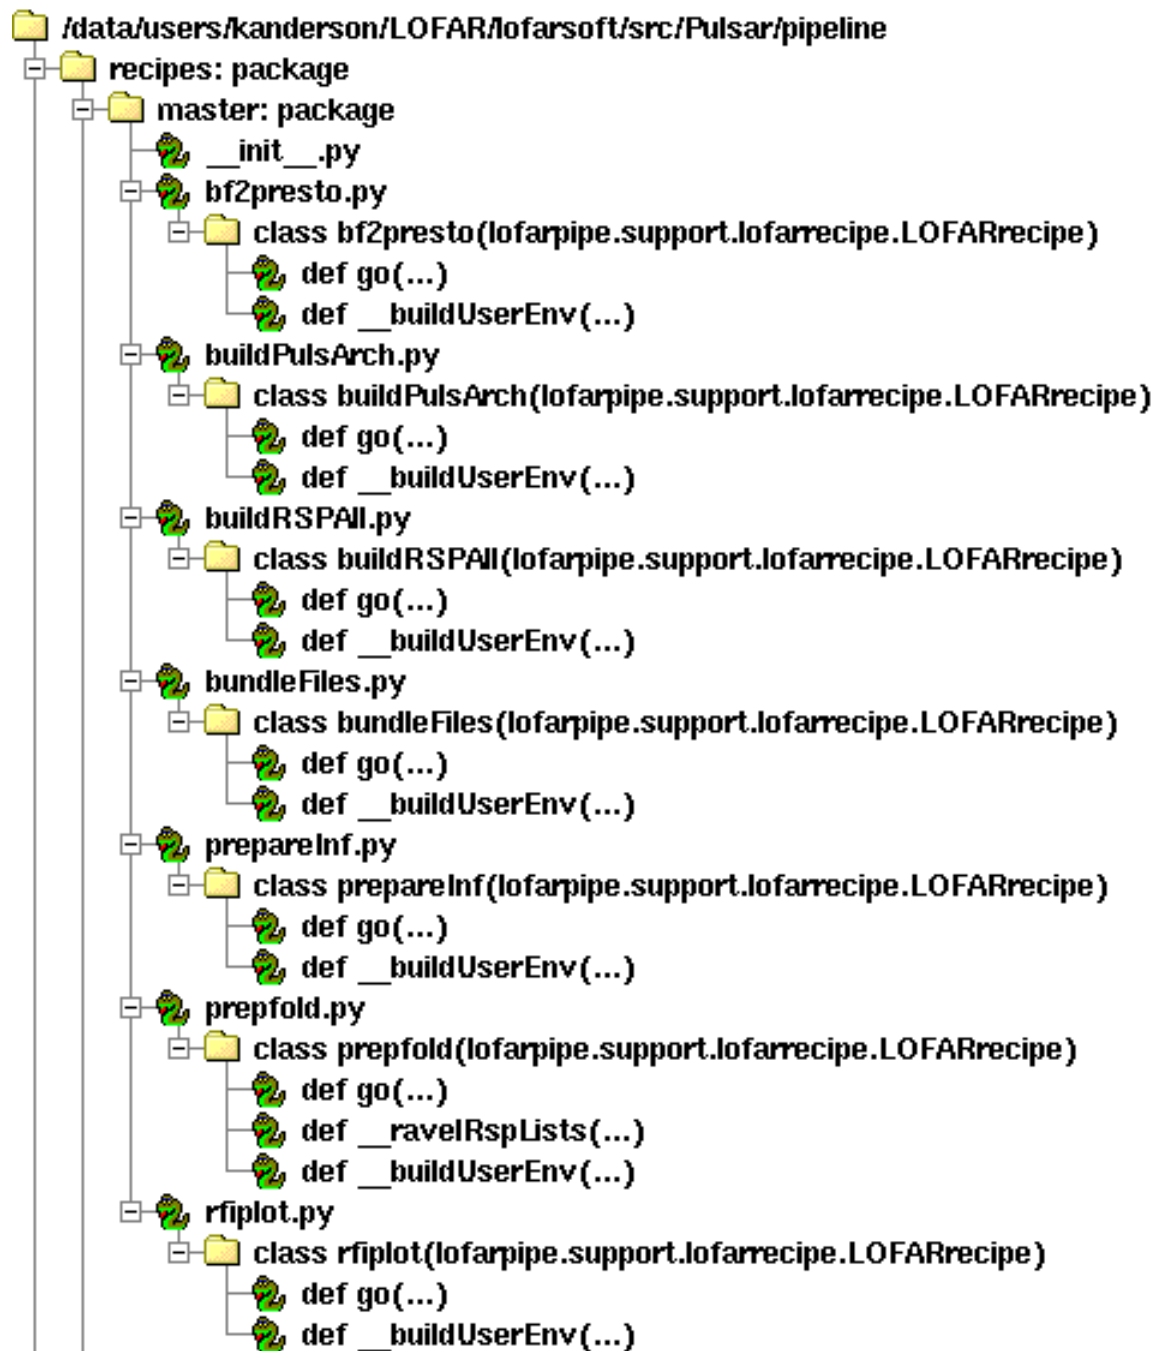 /data/users/kanderson/LOFAR/lofarsoft/src/Pulsar/pipeline
recipes: package
master: package
__init__.py
bf2presto.py
class bf2presto(lofarpipe.support.lofarrecipe.LOFARrecipe)
def go(...)
def __buildUserEnv(...)
buildPulsArch.py
class buildPulsArch(lofarpipe.support.lofarrecipe.LOFARrecipe)
def go(...)
def __buildUserEnv(...)
buildRSPAll.py
class buildRSPAll(lofarpipe.support.lofarrecipe.LOFARrecipe)
def go(...)
def __buildUserEnv(...)
bundleFiles.py
class bundleFiles(lofarpipe.support.lofarrecipe.LOFARrecipe)
def go(...)
def __buildUserEnv(...)
prepareInf.py
class prepareInf(lofarpipe.support.lofarrecipe.LOFARrecipe)
def go(...)
def __buildUserEnv(...)
prepfold.py
class prepfold(lofarpipe.support.lofarrecipe.LOFARrecipe)
def go(...)
def __ravelRspLists(...)
def __buildUserEnv(...)
rfiplot.py
class rfiplot(lofarpipe.support.lofarrecipe.LOFARrecipe)
def go(...)
def __buildUserEnv(...)